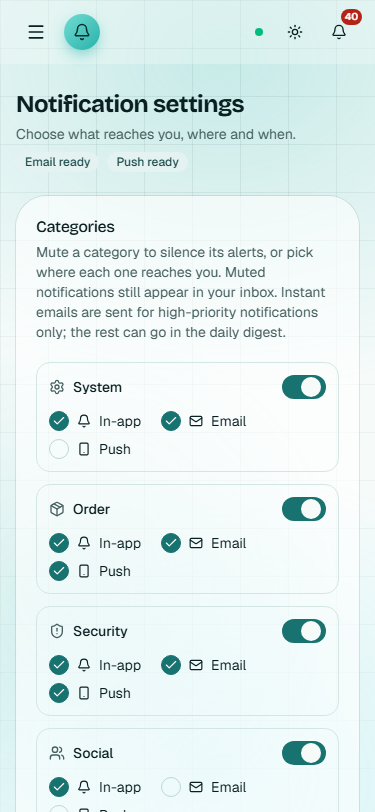 40
Notification settings
Choose what reaches you, where and when.
Email ready Push ready
Categories
Mute a category to silence its alerts, or pick
where each one reaches you. Muted
notifications still appear in your inbox. Instant
emails are sent for high-priority notifications
only; the rest can go in the daily digest.
System
In-app Email
Push
Order
In-app Email
Push
Security
In-app Email
Push
Social
In-app Email